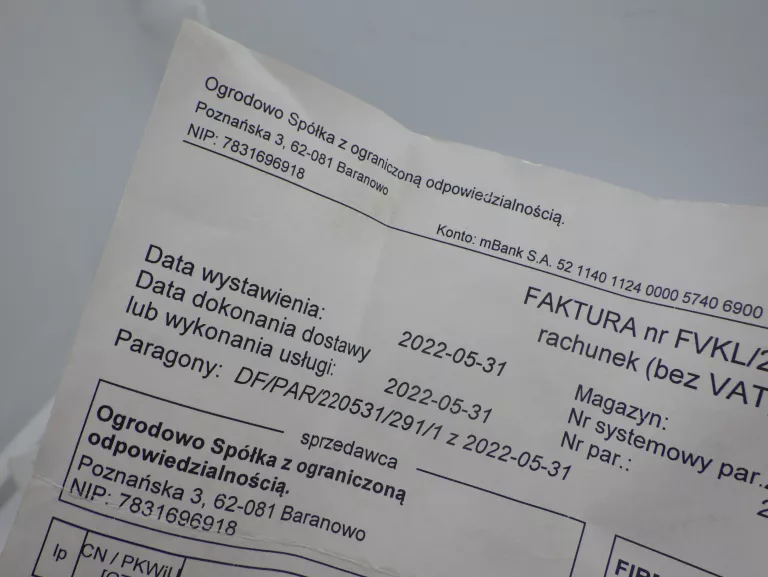 Ogrodowo Spółka z ograniczoną odpowiedzialnością.
Poznańska 3, 62-081 Baranowo
NIP: 7831696918
Konto: mBank S.A. 52 1140 1124 0000 5740 6900
FAKTURA nr FVKL/2
rachunek (bez VAT
Data wystawienia: 2022-05-31
Data dokonania dostawy
lub wykonania usługi: 2022-05-31
Paragony: DF/PAR/220531/291/1 z 2022-05-31
Magazyn:
Nr systemowy par.:
Nr par.: 2
sprzedawca
Ogrodowo Spółka z ograniczoną
odpowiedzialnością.
Poznańska 3, 62-081 Baranowo
NIP: 7831696918
lp CN / PKWiU
FIR